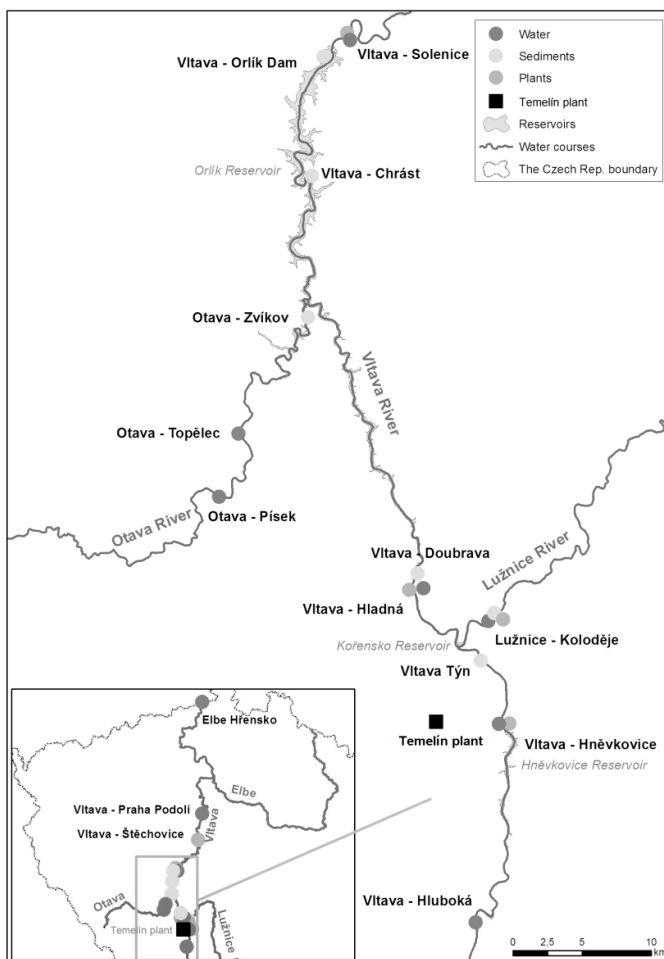 Water
Sediments
Plants
Temelín plant
Reservoirs
Water courses
The Czech Rep. boundary
Vltava - Solenice
Vltava - Orlík Dam
Orlík Reservoir
Vltava - Chrást
Otava - Zvíkov
Vltava River
Otava - Topělec
Otava - Písek
Otava River
Vltava - Doubrava
Lužnice River
Vltava - Hladná
Lužnice - Koloděje
Kořensko Reservoir
Vltava Týn
Temelín plant
Vltava - Hněvkovice
Hněvkovice Reservoir
Vltava - Hluboká
0 2,5 5 10
km
Elbe Hřensko
Elbe
Vltava - Praha Podolí
Vltava
Vltava - Štěchovice
Otava
Temelín plant
Lužnice